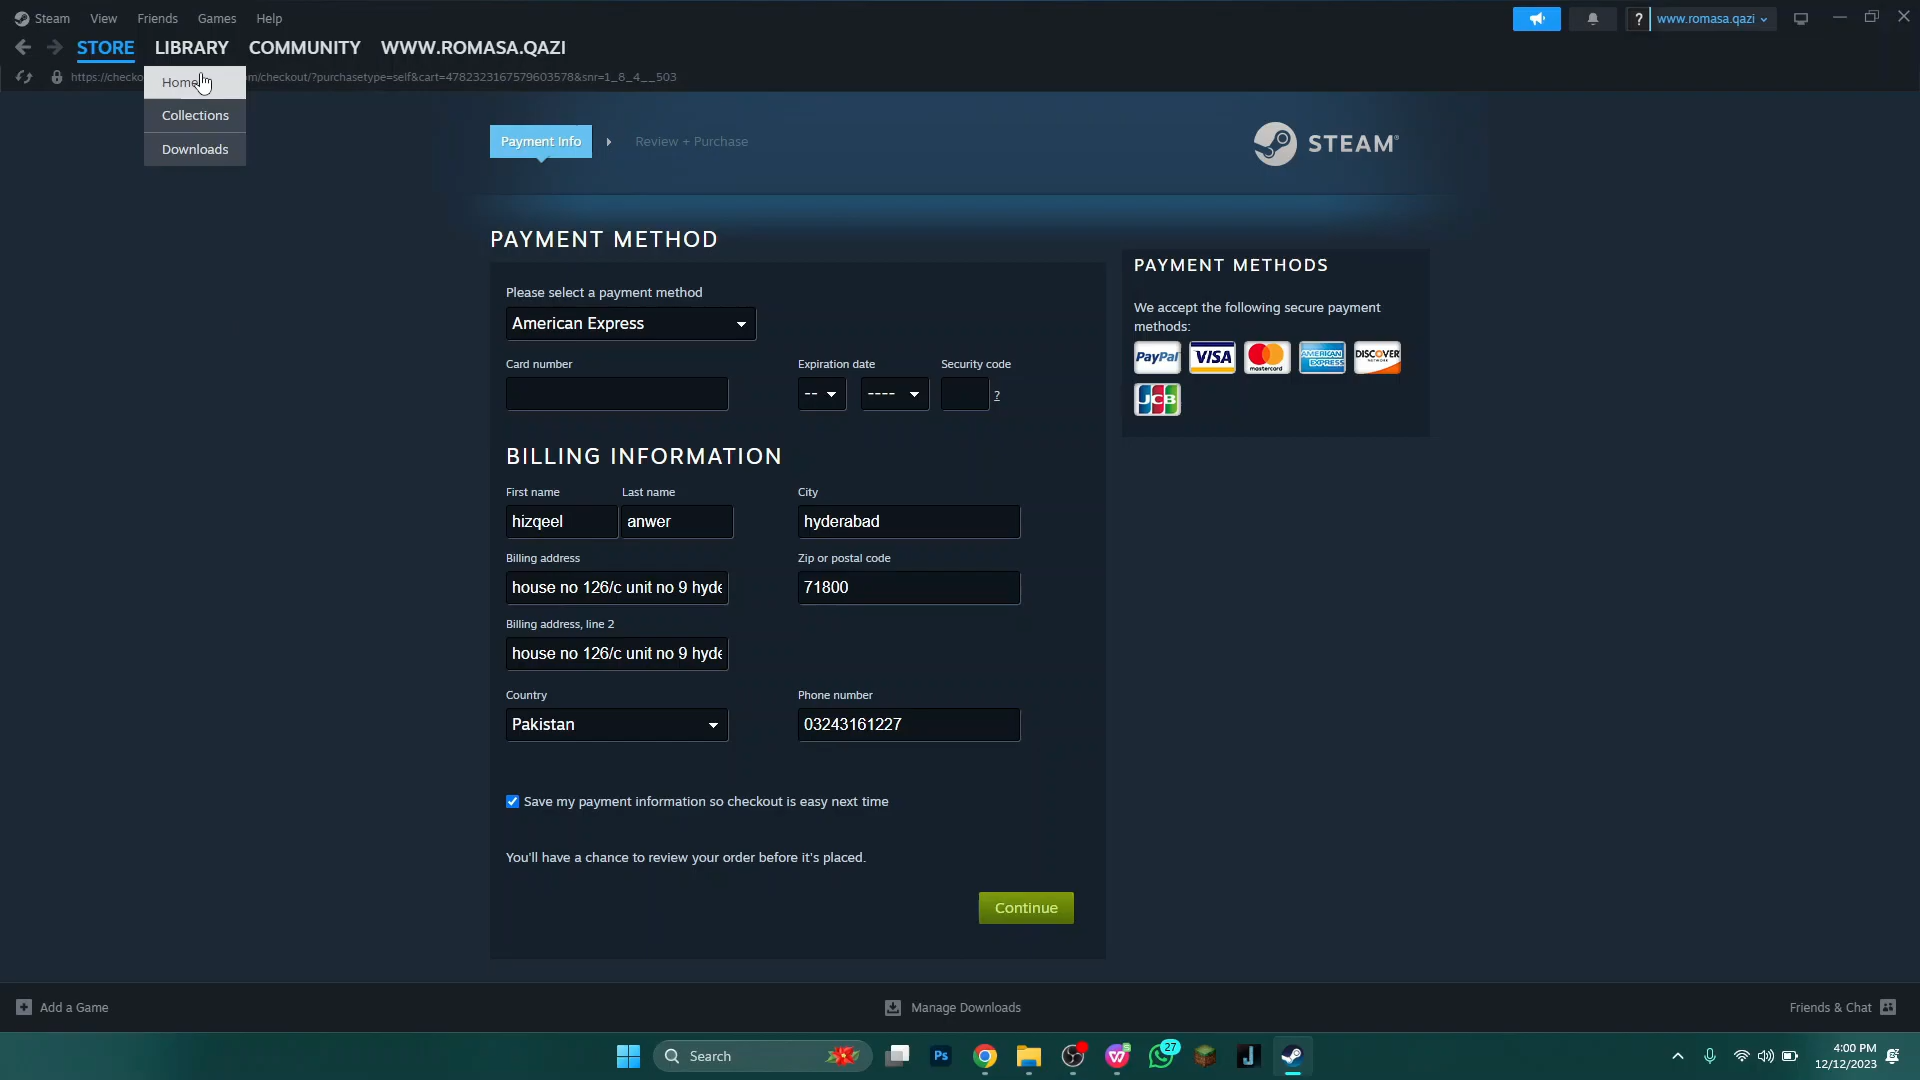 Steam View Friends Games Help
www.romasa.qazi
STORE LIBRARY COMMUNITY WWW.ROMASA.QAZI
https://checko om/checkout/?purchasetype=self&cart=4782323167579603578&snr=1_8_4__503
Home
Collections
Downloads
Payment Info
Review + Purchase
STEAM®
PAYMENT METHOD
Please select a payment method
American Express
Card number
Expiration date
Security code
-- ---- ?
BILLING INFORMATION
First name
Last name
City
hizqeel
anwer
hyderabad
Billing address
Zip or postal code
house no 126/c unit no 9 hyde
71800
Billing address, line 2
house no 126/c unit no 9 hyde
Country
Phone number
Pakistan
03243161227
Save my payment information so checkout is easy next time
You'll have a chance to review your order before it's placed.
Continue
PAYMENT METHODS
We accept the following secure payment
methods:
PayPal VISA mastercard AMERICAN EXPRESS DISCOVER
JCB
Add a Game
Manage Downloads
Friends & Chat
Search
Ps
27
4:00 PM
12/12/2023